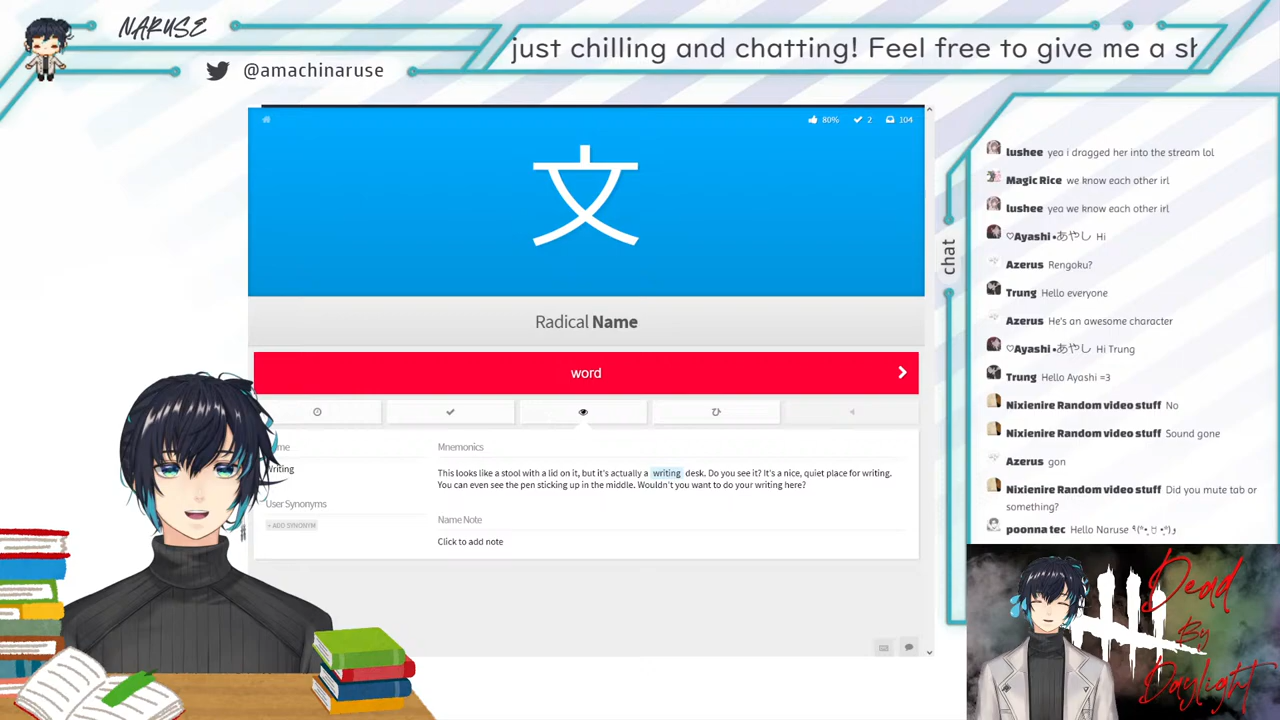 NARUSE
@amachinaruse
just chilling and chatting! Feel free to give me a sh
80% 2 104
文
Radical Name
word
ひ
Writing
User Synonyms
+ ADD SYNONYM
Mnemonics
This looks like a stool with a lid on it, but it's actually a writing desk. Do you see it? It's a nice, quiet place for writing.
You can even see the pen sticking up in the middle. Wouldn't you want to do your writing here?
Name Note
Click to add note
chat
lushee yea i dragged her into the stream lol
Magic Rice we know each other irl
lushee yea we know each other irl
♡Ayashi•あやし Hi
Azerus Rengoku?
Trung Hello everyone
Azerus He's an awesome character
♡Ayashi•あやし Hi Trung
Trung Hello Ayashi =3
Nixienire Random video stuff No
Nixienire Random video stuff Sound gone
Azerus gon
Nixienire Random video stuff Did you mute tab or
something?
poonna tec Hello Naruse
Dead
By
Daylight